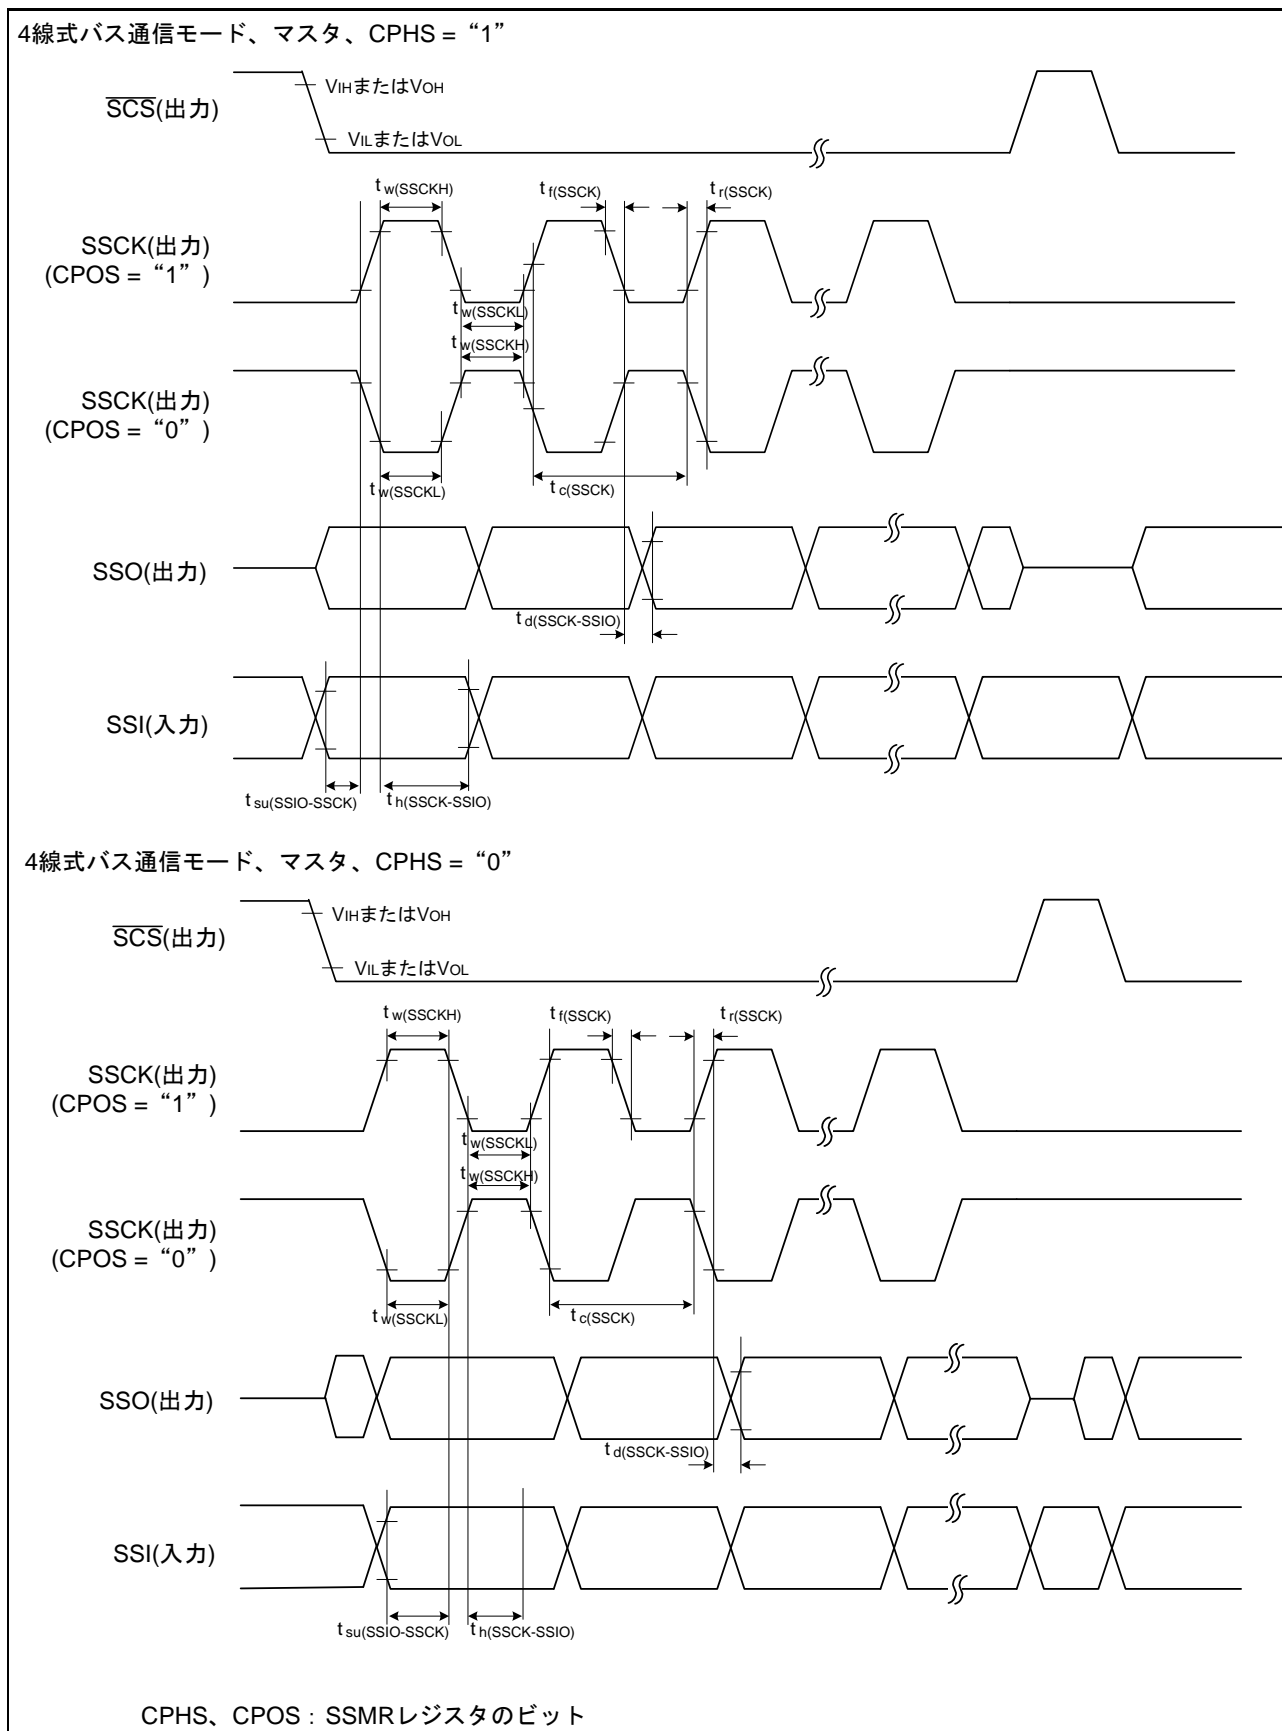 4線式バス通信モード、マスタ、CPHS = “1”
VIHまたはVOH
SCS(出力)
VILまたはVOL
tw(SSCKH)
tf(SSCK)
tr(SSCK)
SSCK(出力)
(CPOS = “1” )
tw(SSCKL)
tw(SSCKH)
SSCK(出力)
(CPOS = “0” )
tw(SSCKL)
tc(SSCK)
SSO(出力)
td(SSCK-SSIO)
SSI(入力)
tsu(SSIO-SSCK)
th(SSCK-SSIO)
4線式バス通信モード、マスタ、CPHS = “0”
VIHまたはVOH
SCS(出力)
VILまたはVOL
tw(SSCKH)
tf(SSCK)
tr(SSCK)
SSCK(出力)
(CPOS = “1” )
tw(SSCKL)
tw(SSCKH)
SSCK(出力)
(CPOS = “0” )
tw(SSCKL)
tc(SSCK)
SSO(出力)
td(SSCK-SSIO)
SSI(入力)
tsu(SSIO-SSCK)
th(SSCK-SSIO)
CPHS、CPOS : SSMRレジスタのビット